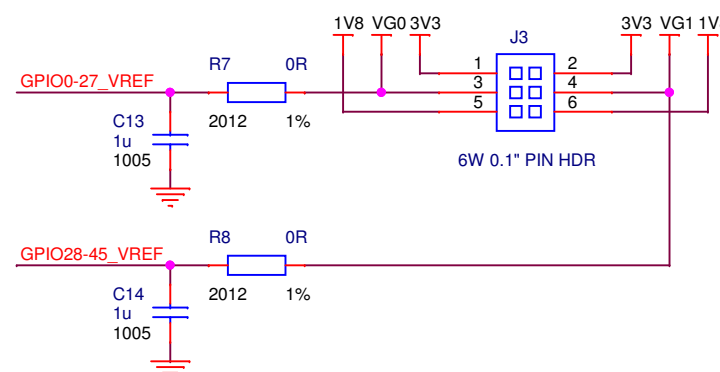 1V8 VG0 3V3
J3
3V3 VG1 1V
R7 0R
1 2
GPIO0-27_VREF
3 4
5 6
C13
1u
1005
2012 1%
6W 0.1" PIN HDR
R8 0R
GPIO28-45_VREF
C14
1u
1005
2012 1%